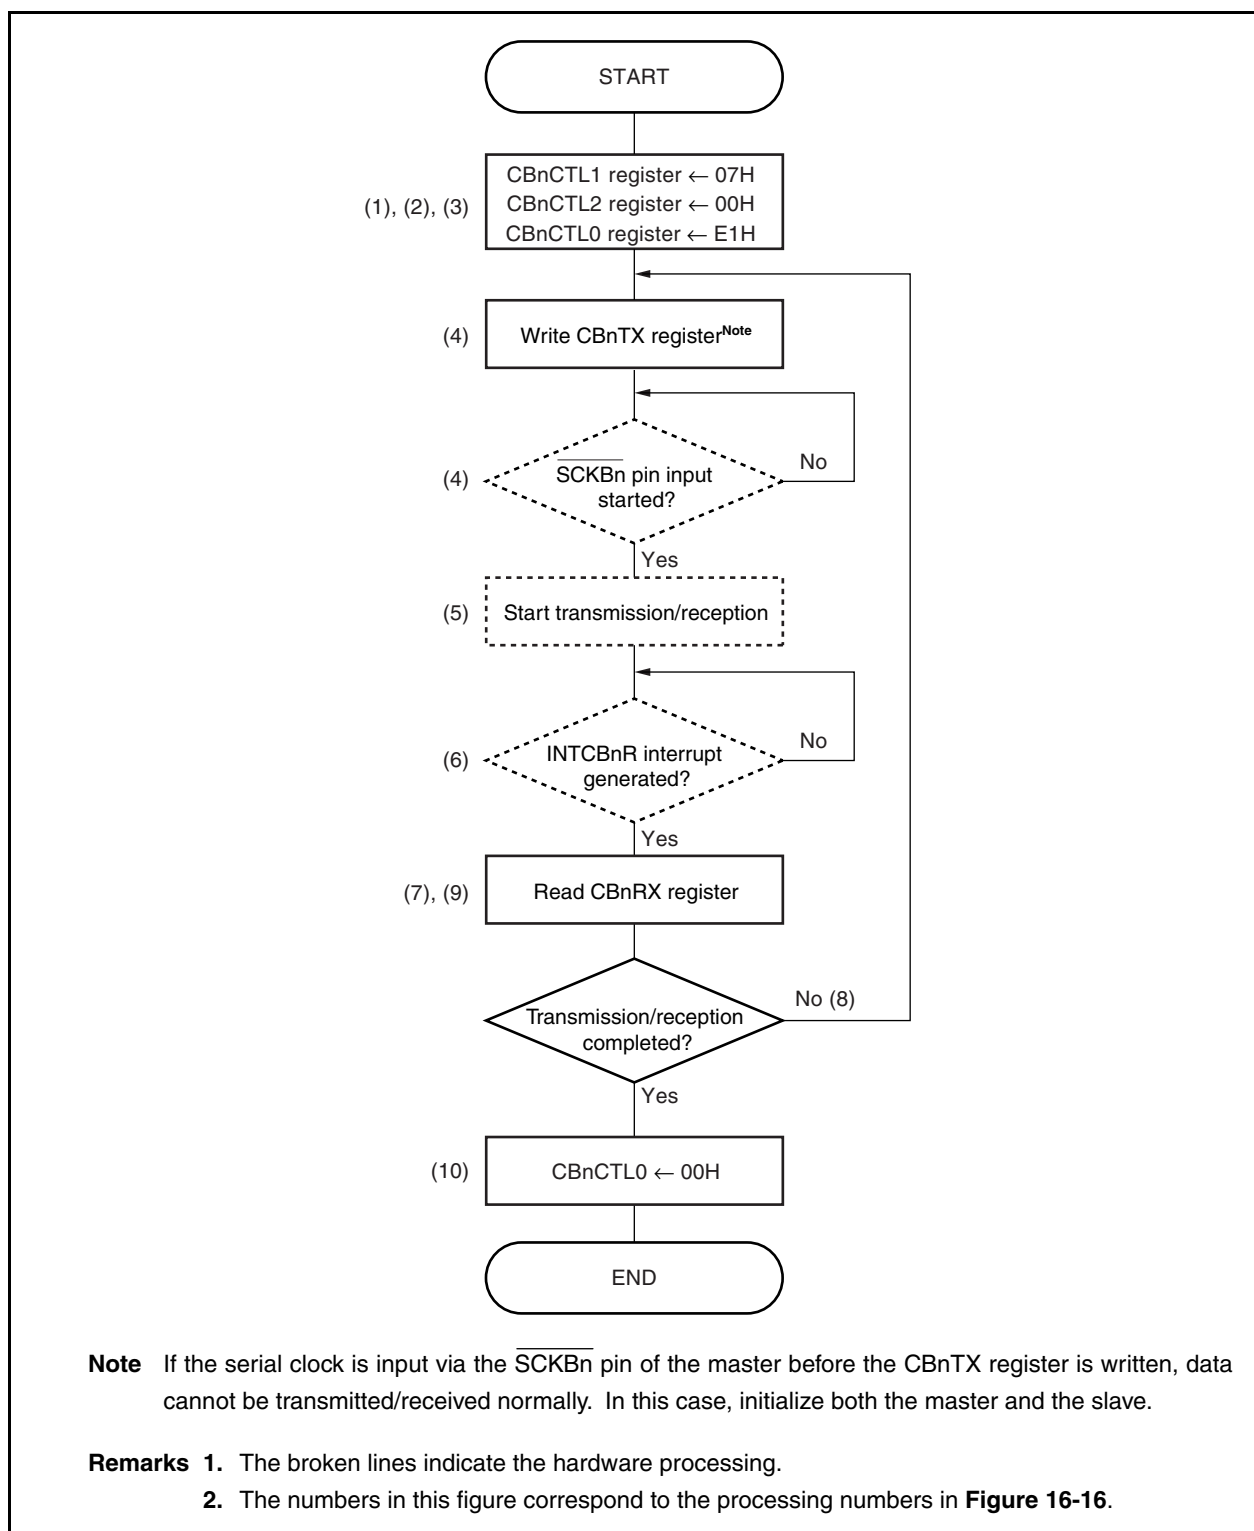 START
CBnCTL1 register ← 07H
(1), (2), (3) CBnCTL2 register ← 00H
CBnCTL0 register ← E1H
(4) Write CBnTX registerNote
(4) SCKBn pin input No
started?
Yes
(5) Start transmission/reception
(6) INTCBnR interrupt No
generated?
Yes
(7), (9) Read CBnRX register
No (8)
Transmission/reception
completed?
Yes
(10) CBnCTL0 ← 00H
END
Note If the serial clock is input via the SCKBn pin of the master before the CBnTX register is written, data
cannot be transmitted/received normally. In this case, initialize both the master and the slave.
Remarks 1. The broken lines indicate the hardware processing.
2. The numbers in this figure correspond to the processing numbers in Figure 16-16.